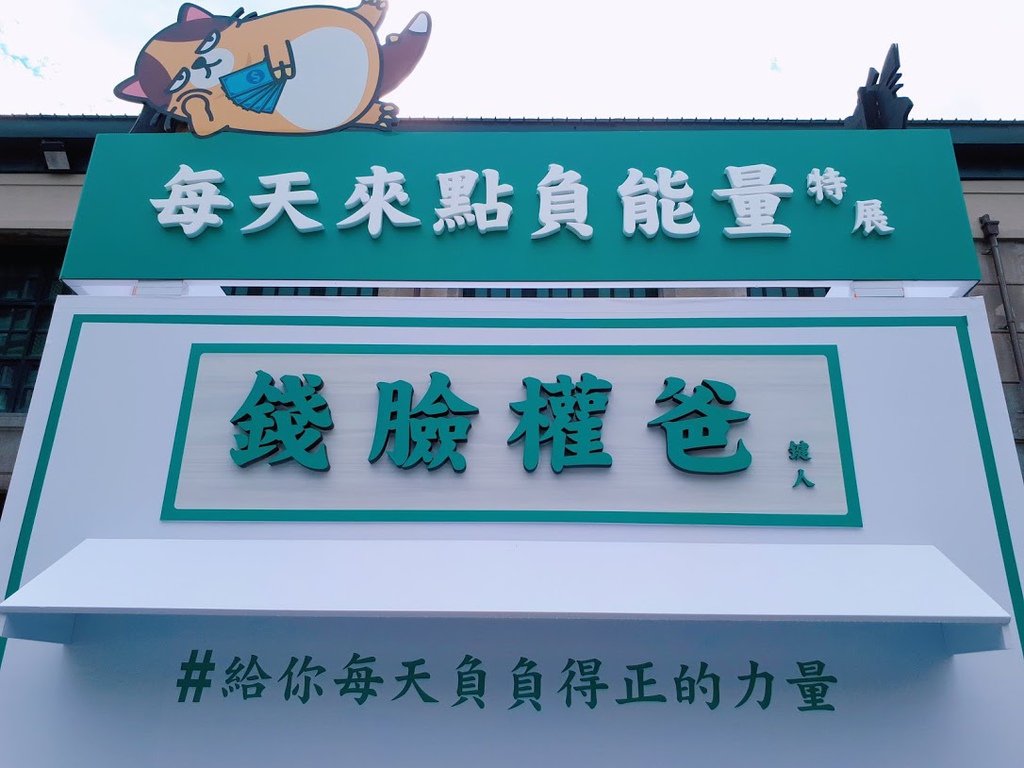 每天來點負能量特展
錢臉權爸
鍵人
#給你每天負負得正的力量